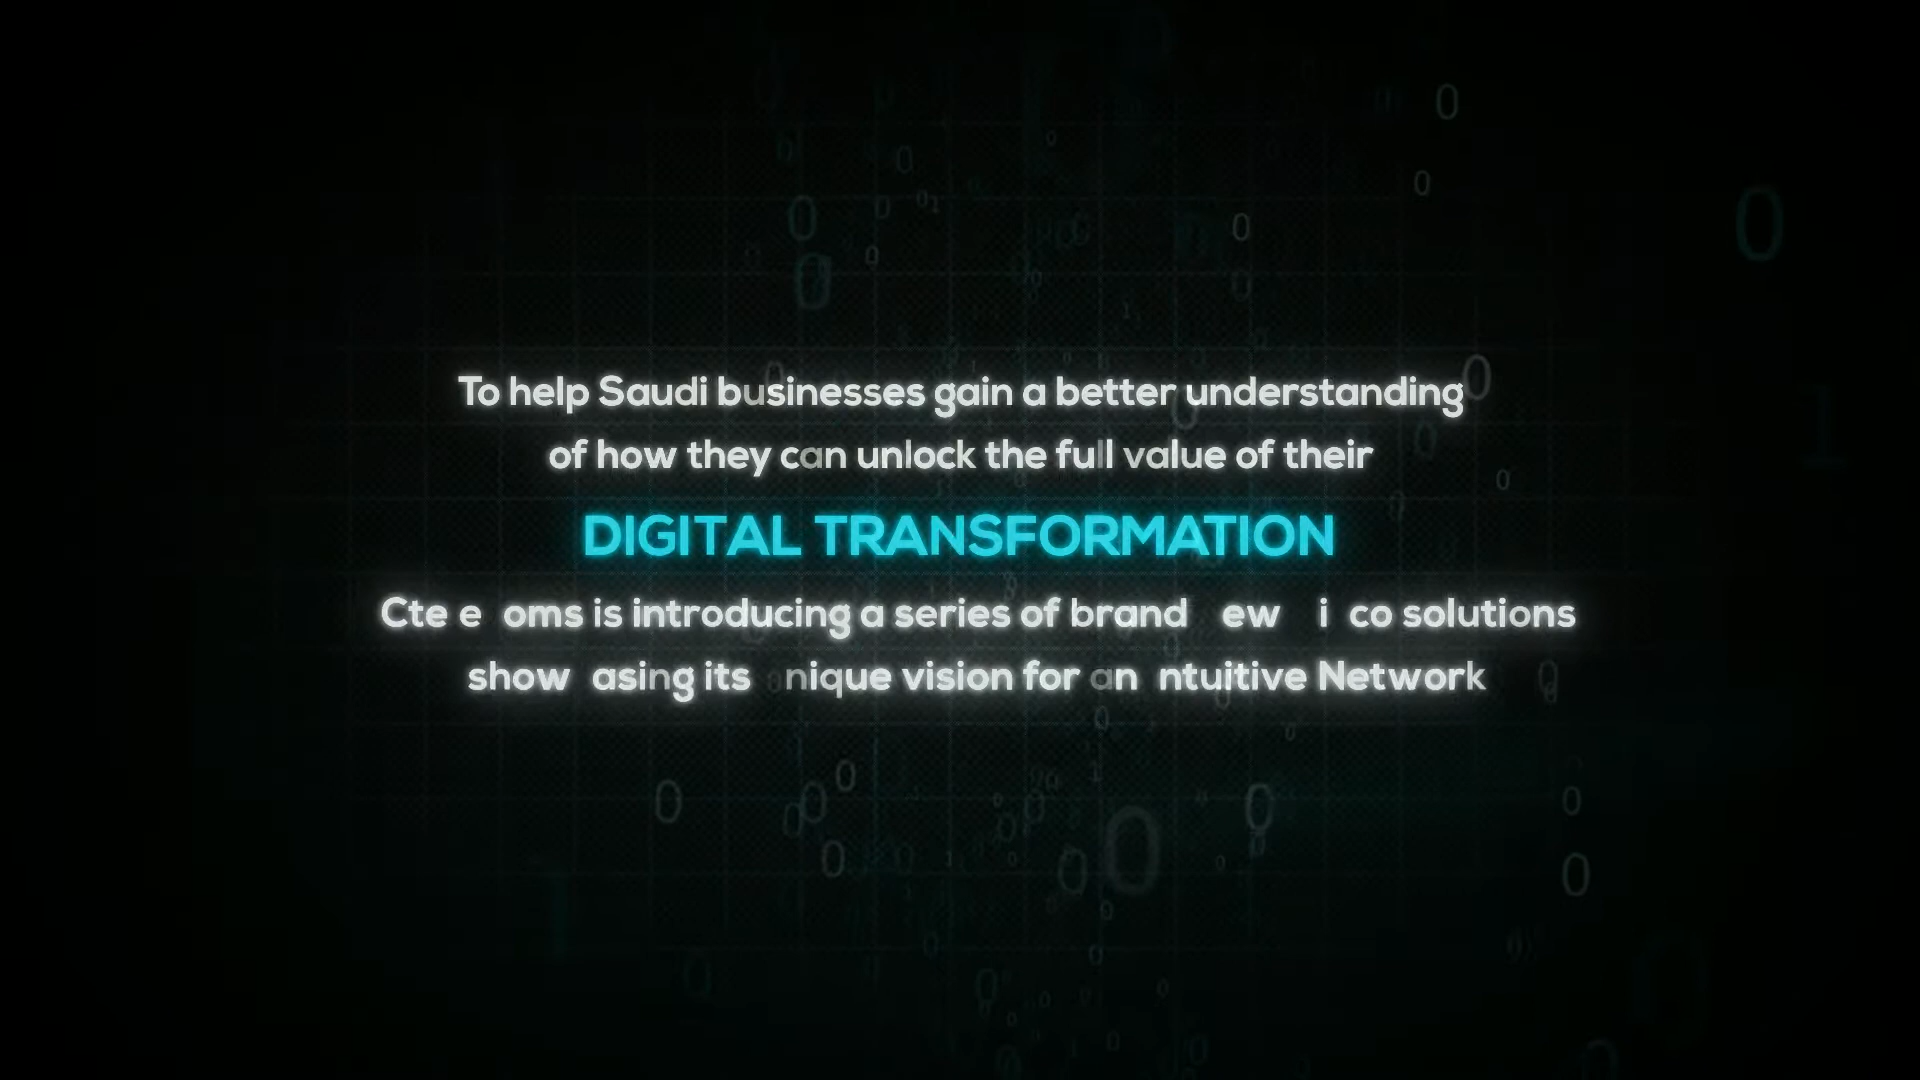 To help Saudi businesses gain a better understanding
of how they can unlock the full value of their
DIGITAL TRANSFORMATION
Cte e oms is introducing a series of brand ew i co solutions
show asing its nique vision for an ntuitive Network